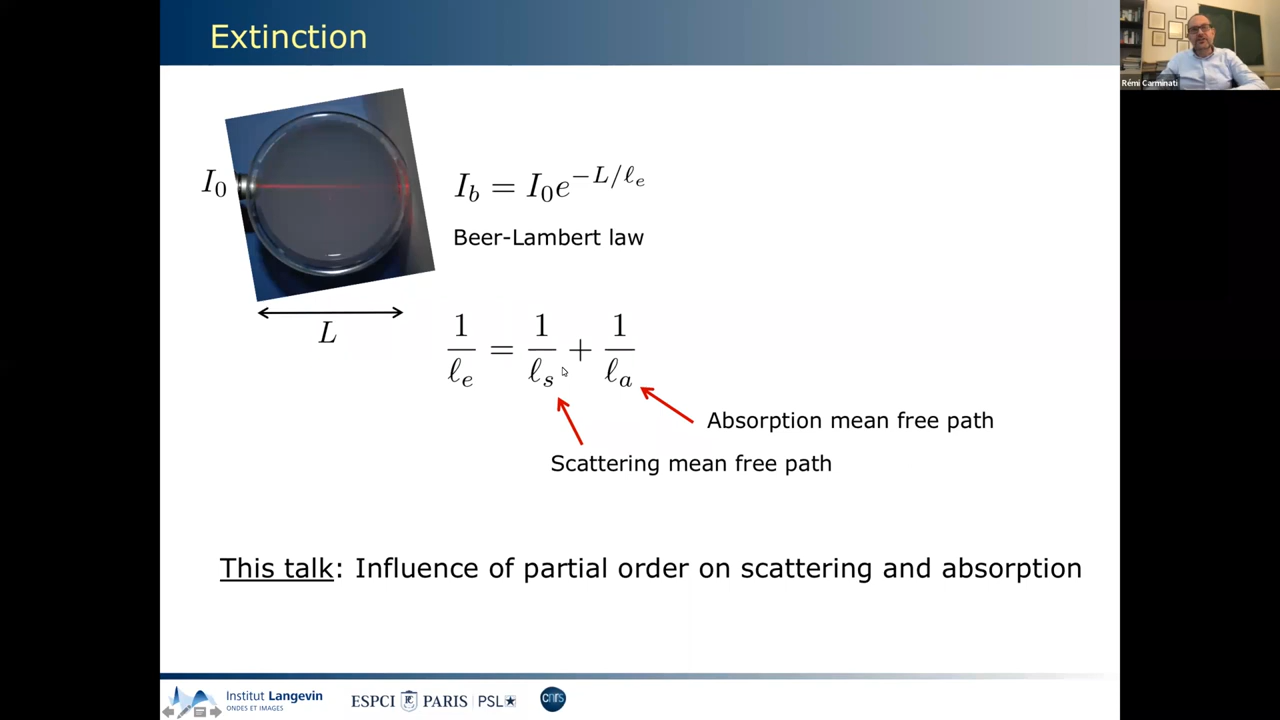 Extinction
Rémi Carminati
I₀
I_b = I₀e^{−L/ℓ_e}
Beer-Lambert law
L
1/ℓ_e = 1/ℓ_s + 1/ℓ_a
Absorption mean free path
Scattering mean free path
This talk: Influence of partial order on scattering and absorption
Institut Langevin
ONDES ET IMAGES
ESPCI PARIS PSL
cnrs